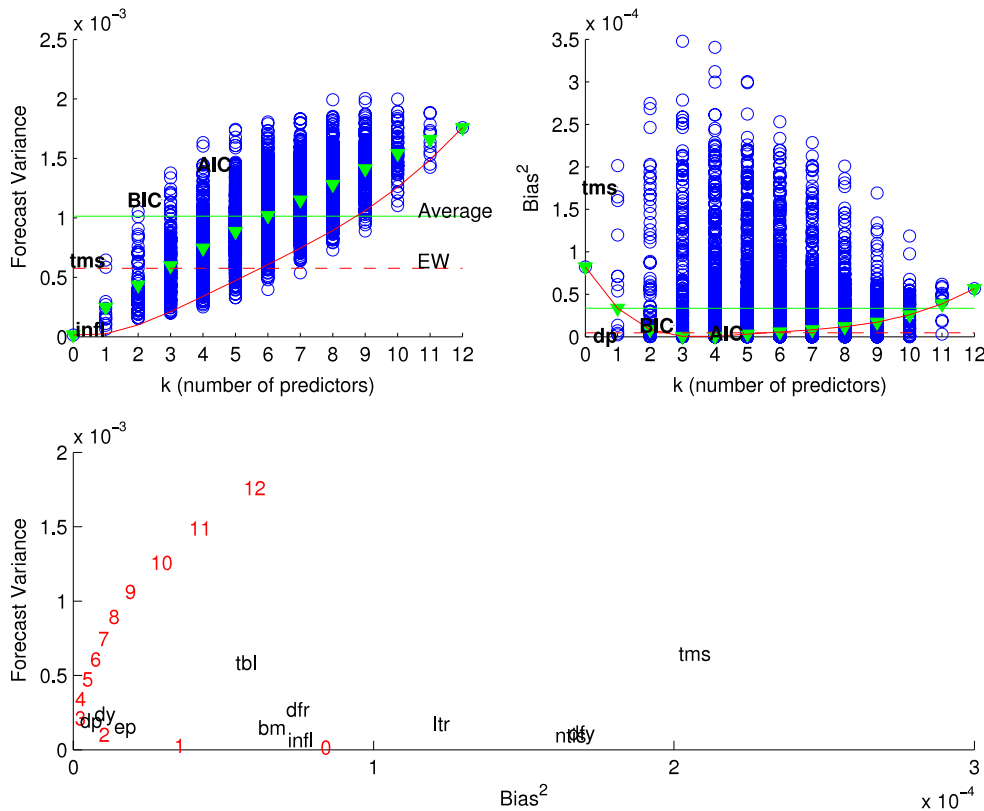 x 10^-3
2.5
2
1.5
1
0.5
0
Forecast Variance
AIC
BIC
Average
tms
EW
infl
0 1 2 3 4 5 6 7 8 9 10 11 12
k (number of predictors)
x 10^-4
3.5
3
2.5
2
1.5
1
0.5
0
Bias^2
tms
BIC
AIC
dp
0 1 2 3 4 5 6 7 8 9 10 11 12
k (number of predictors)
x 10^-3
2
1.5
1
0.5
0
Forecast Variance
12
11
10
9
8
7
6
tbl
tms
5
4
dfr
dy
3
dp
ep
bm
ltr
2
infl
ntis
dfy
1
0
0 1 2 3
Bias^2
x 10^-4